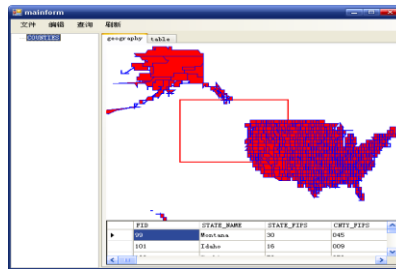 mainform
文件 编辑 查询 刷新
COUNTIES
geography table
FID STATE_NAME STATE_FIPS CNTY_FIPS
99 Montana 30 045
101 Idaho 16 009